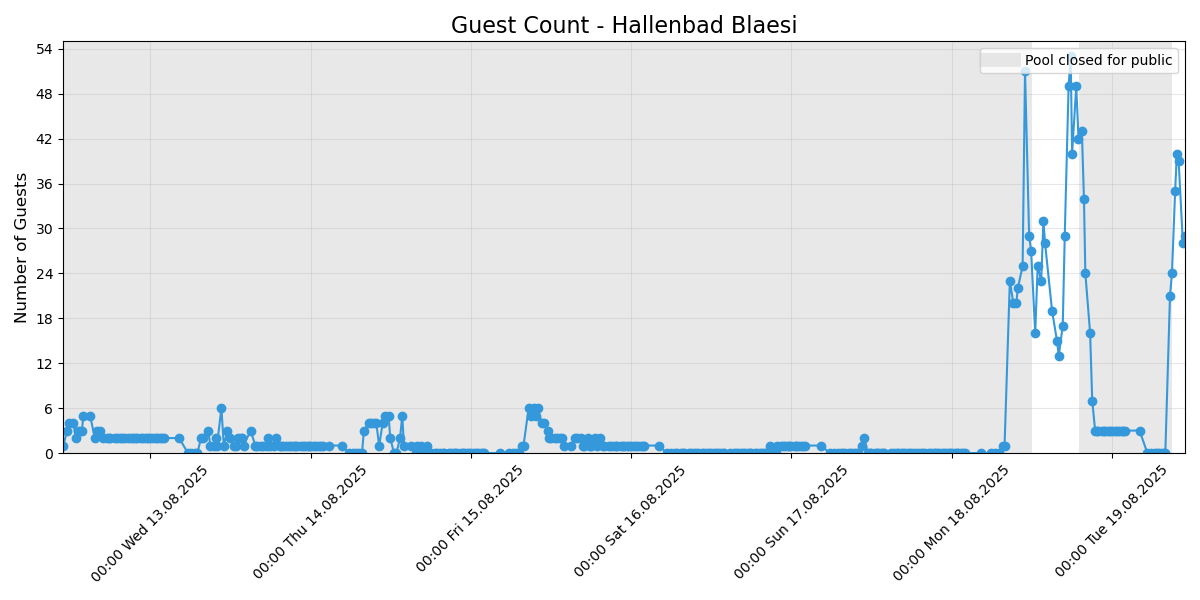 Guest Count - Hallenbad Blaesi
Pool closed for public
Number of Guests
54
48
42
36
30
24
18
12
6
0
00:00 Wed 13.08.2025
00:00 Thu 14.08.2025
00:00 Fri 15.08.2025
00:00 Sat 16.08.2025
00:00 Sun 17.08.2025
00:00 Mon 18.08.2025
00:00 Tue 19.08.2025